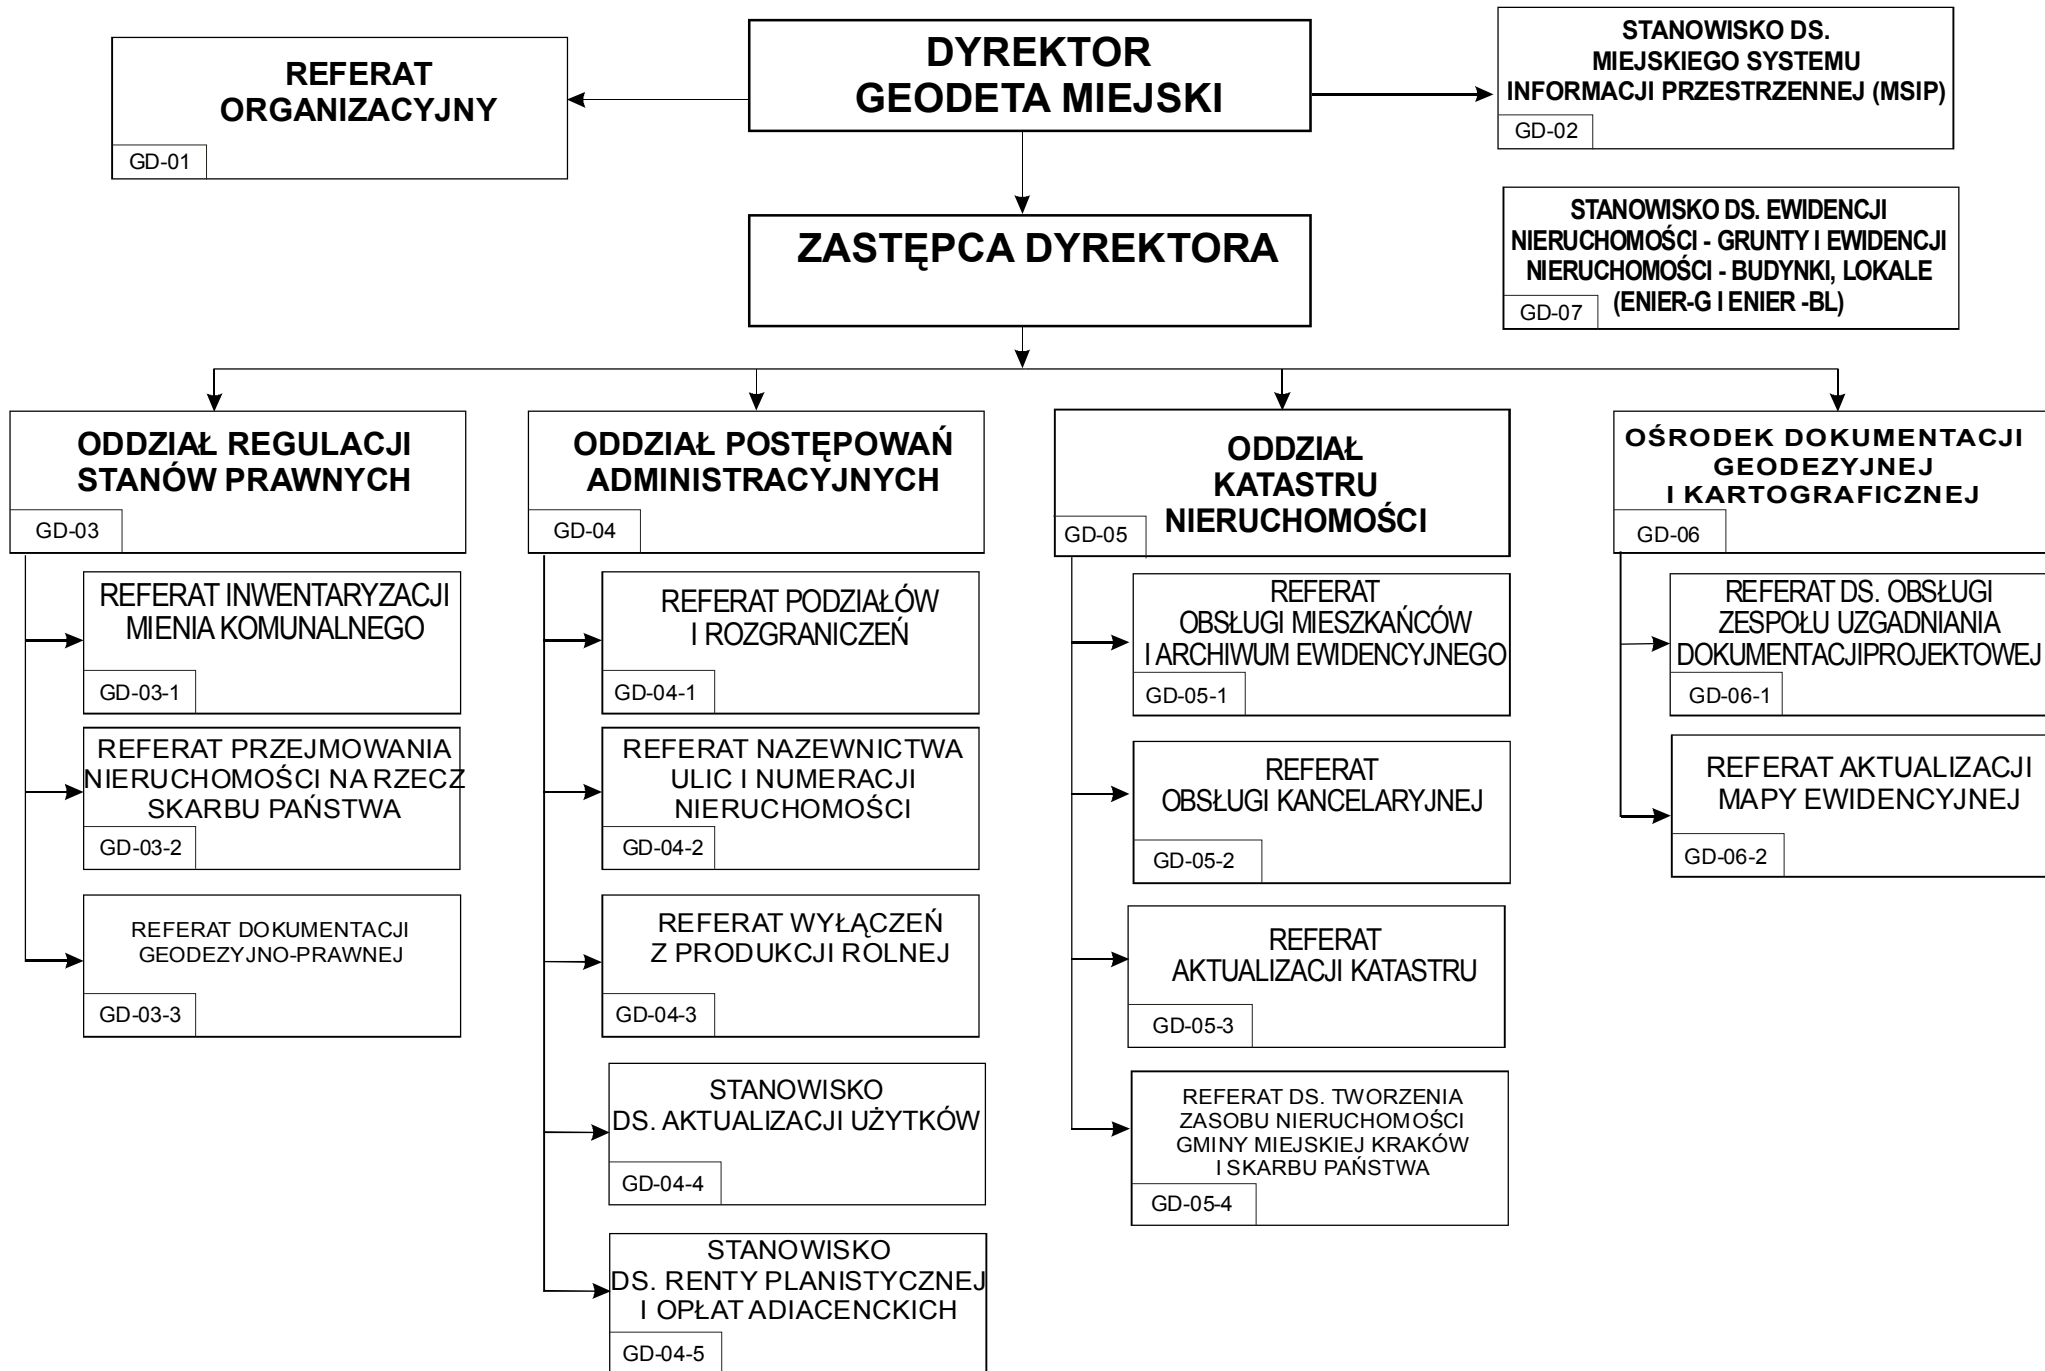 REFERAT
ORGANIZACYJNY
GD-01
DYREKTOR
GEODETA MIEJSKI
STANOWISKO DS.
MIEJSKIEGO SYSTEMU
INFORMACJI PRZESTRZENNEJ (MSIP)
GD-02
ZASTĘPCA DYREKTORA
STANOWISKO DS. EWIDENCJI
NIERUCHOMOŚCI - GRUNTY I EWIDENCJI
NIERUCHOMOŚCI - BUDYNKI, LOKALE
(ENIER-G I ENIER -BL)
GD-07
ODDZIAŁ REGULACJI
STANÓW PRAWNYCH
GD-03
REFERAT INWENTARYZACJI
MIENIA KOMUNALNEGO
GD-03-1
REFERAT PRZEJMOWANIA
NIERUCHOMOŚCI NA RZECZ
SKARBU PAŃSTWA
GD-03-2
REFERAT DOKUMENTACJI
GEODEZYJNO-PRAWNEJ
GD-03-3
ODDZIAŁ POSTĘPOWAŃ
ADMINISTRACYJNYCH
GD-04
REFERAT PODZIAŁÓW
I ROZGRANICZEŃ
GD-04-1
REFERAT NAZEWNICTWA
ULIC I NUMERACJI
NIERUCHOMOŚCI
GD-04-2
REFERAT WYŁĄCZEŃ
Z PRODUKCJI ROLNEJ
GD-04-3
STANOWISKO
DS. AKTUALIZACJI UŻYTKÓW
GD-04-4
STANOWISKO
DS. RENTY PLANISTYCZNEJ
I OPŁAT ADIACENCKICH
GD-04-5
ODDZIAŁ
KATASTRU
NIERUCHOMOŚCI
GD-05
REFERAT
OBSŁUGI MIESZKAŃCÓW
I ARCHIWUM EWIDENCYJNEGO
GD-05-1
REFERAT
OBSŁUGI KANCELARYJNEJ
GD-05-2
REFERAT
AKTUALIZACJI KATASTRU
GD-05-3
REFERAT DS. TWORZENIA
ZASOBU NIERUCHOMOŚCI
GMINY MIEJSKIEJ KRAKÓW
I SKARBU PAŃSTWA
GD-05-4
OŚRODEK DOKUMENTACJI
GEODEZYJNEJ
I KARTOGRAFICZNEJ
GD-06
REFERAT DS. OBSŁUGI
ZESPOŁU UZGADNIANIA
DOKUMENTACJIPROJEKTOWEJ
GD-06-1
REFERAT AKTUALIZACJI
MAPY EWIDENCYJNEJ
GD-06-2